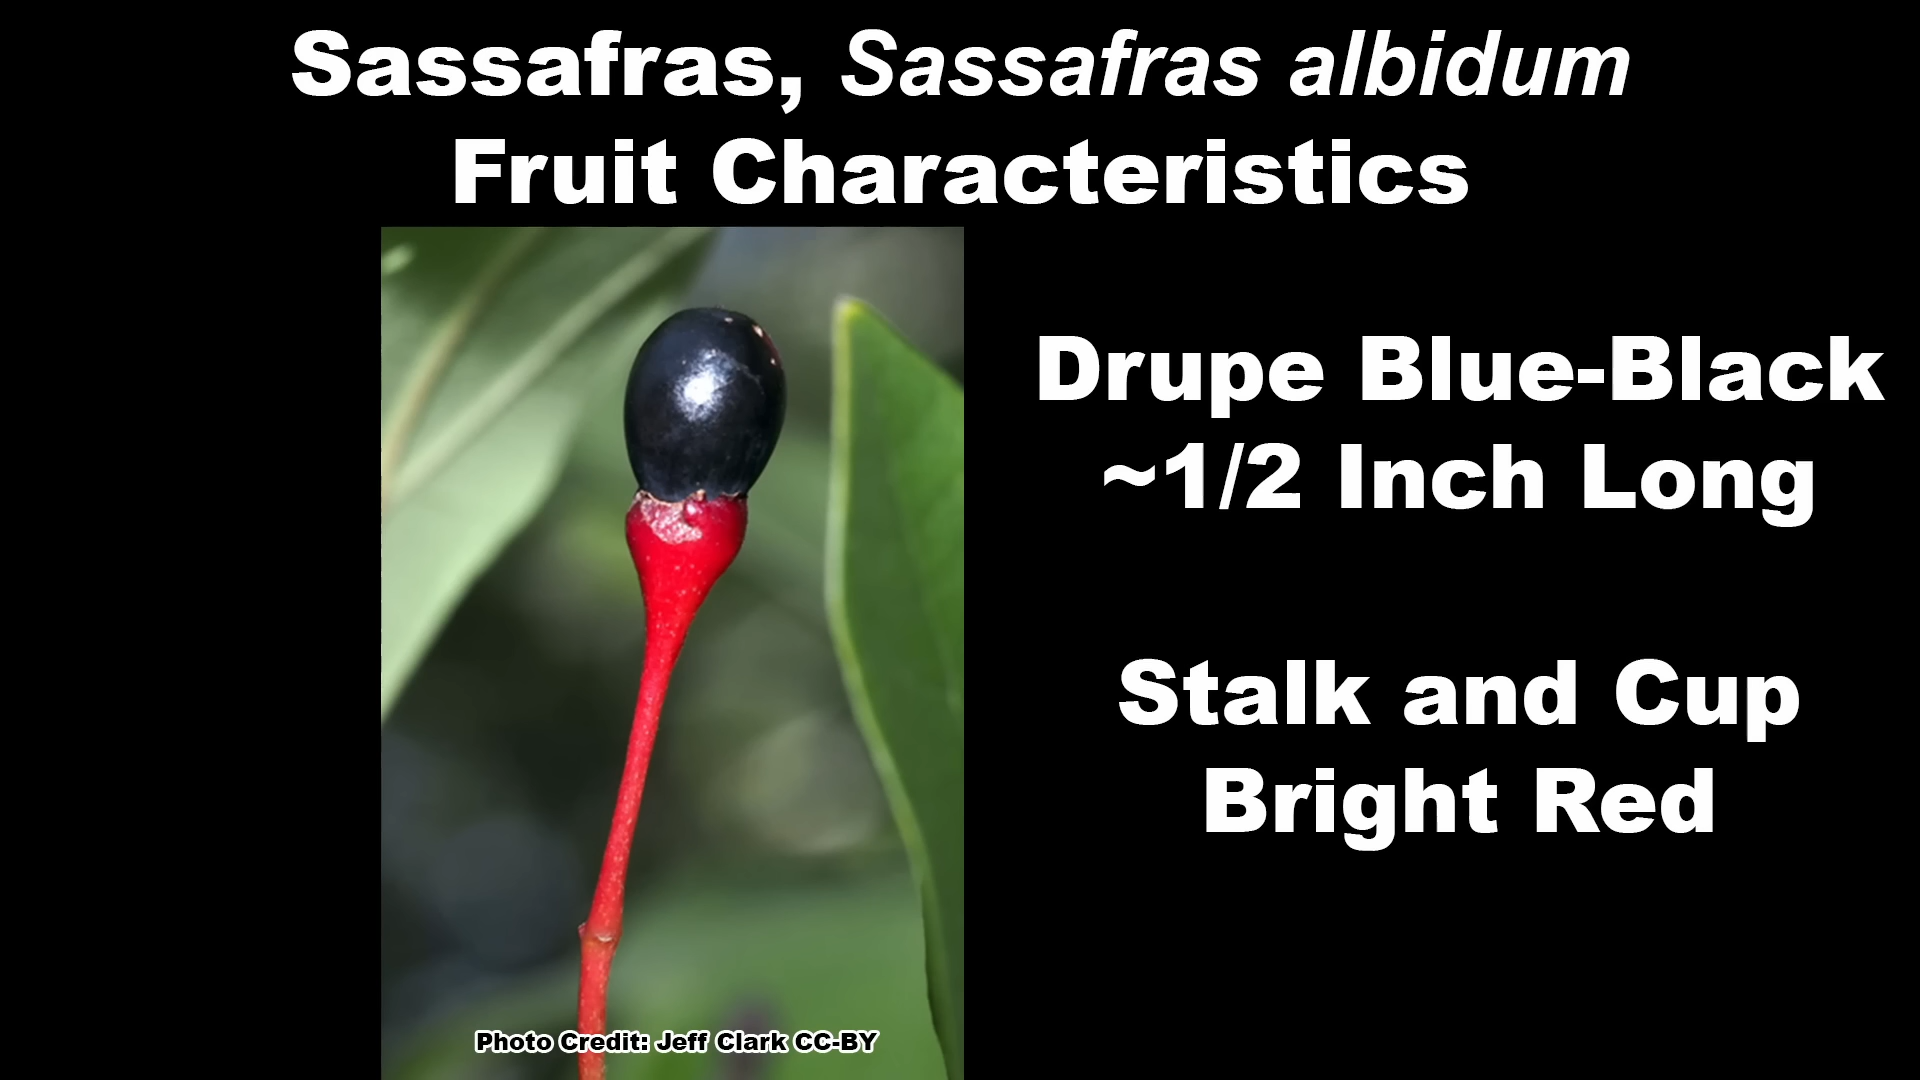 Sassafras, Sassafras albidum
Fruit Characteristics
Drupe Blue-Black
~1/2 Inch Long
Stalk and Cup
Bright Red
Photo Credit: Jeff Clark CC-BY